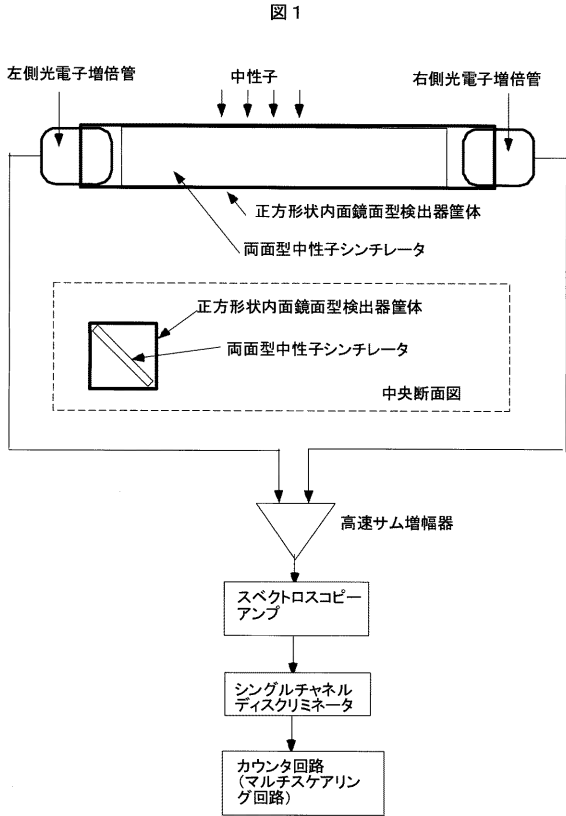 図１
左側光電子増倍管
中性子
右側光電子増倍管
正方形状内面鏡面型検出器筐体
両面型中性子シンチレータ
正方形状内面鏡面型検出器筐体
両面型中性子シンチレータ
中央断面図
高速サム増幅器
スペクトロスコピー
アンプ
シングルチャネル
ディスクリミネータ
カウンタ回路
（マルチスケアリン
グ回路）